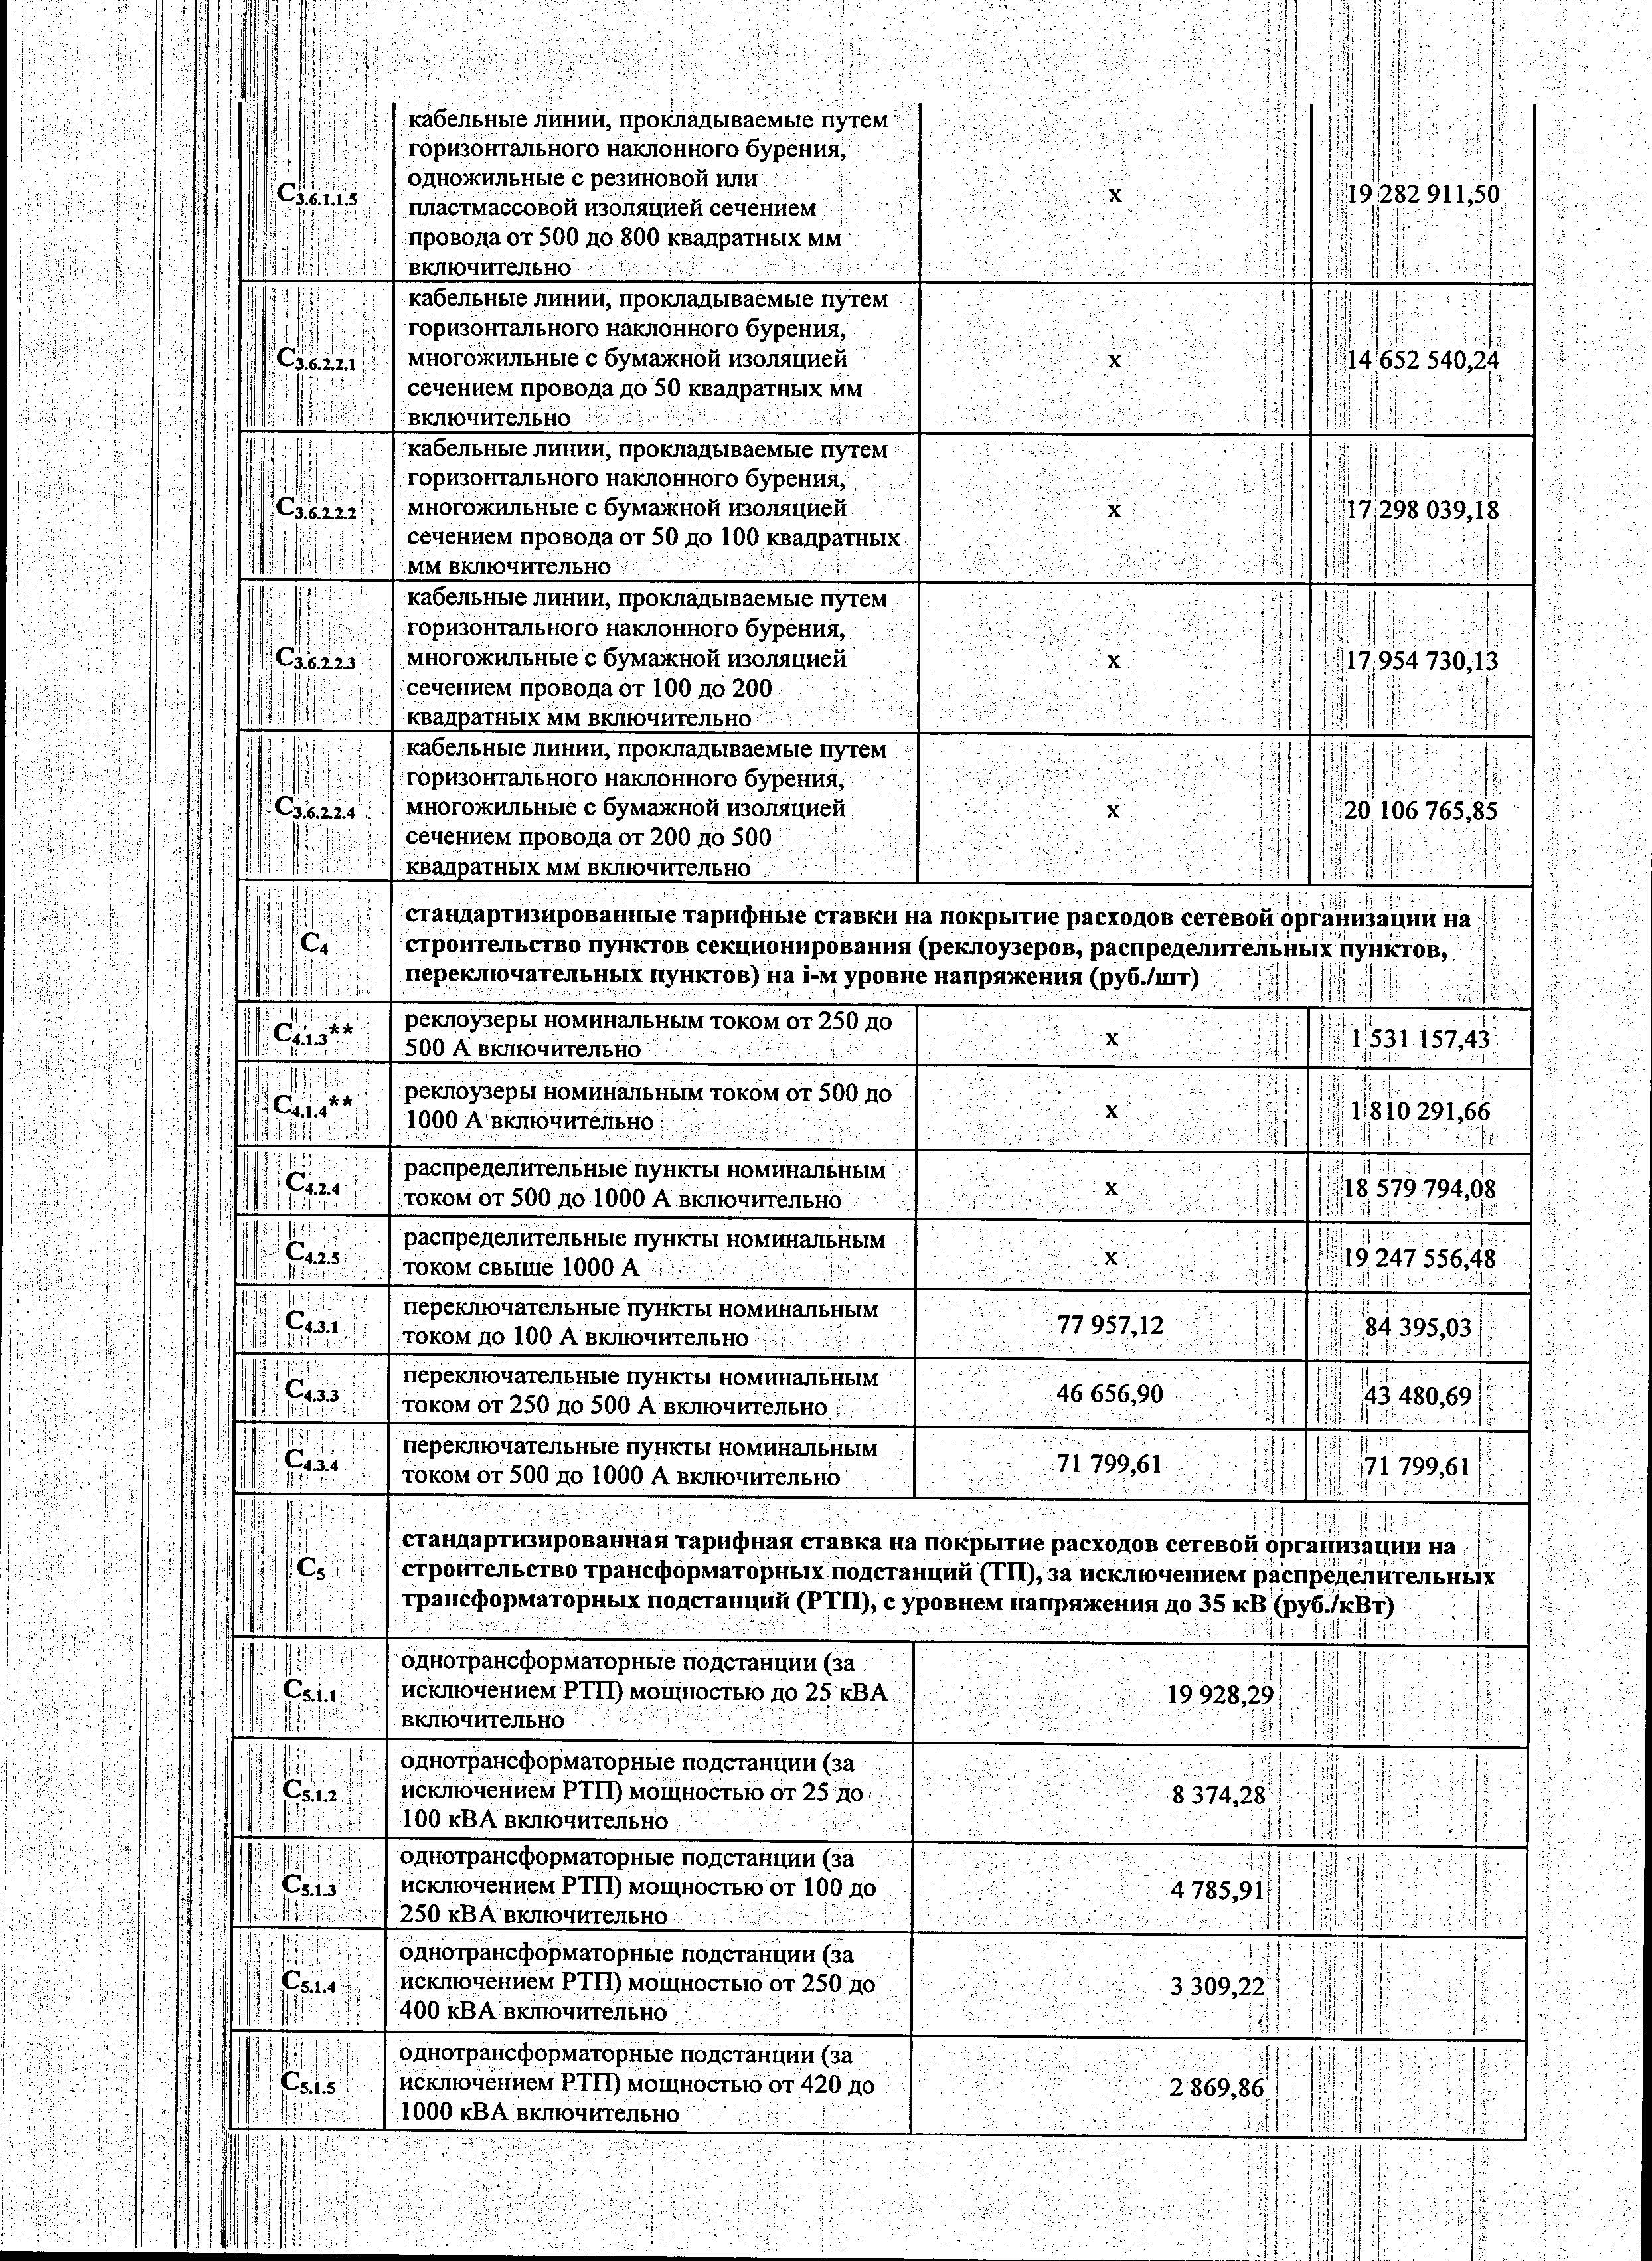 кабельные линии, прокладываемые путем
горизонтального наклонного бурения,
одножильные с резиновой или
C3.6.1.1.5 пластмассовой изоляцией сечением x 19 282 911,50
провода от 500 до 800 квадратных мм
включительно
кабельные линии, прокладываемые путем
горизонтального наклонного бурения,
C3.6.2.2.1 многожильные с бумажной изоляцией x 14 652 540,24
сечением провода до 50 квадратных мм
включительно
кабельные линии, прокладываемые путем
горизонтального наклонного бурения,
C3.6.2.2.2 многожильные с бумажной изоляцией x 17 298 039,18
сечением провода от 50 до 100 квадратных
мм включительно
кабельные линии, прокладываемые путем
горизонтального наклонного бурения,
C3.6.2.2.3 многожильные с бумажной изоляцией x 17 954 730,13
сечением провода от 100 до 200
квадратных мм включительно
кабельные линии, прокладываемые путем
горизонтального наклонного бурения,
C3.6.2.2.4 многожильные с бумажной изоляцией x 20 106 765,85
сечением провода от 200 до 500
квадратных мм включительно
стандартизированные тарифные ставки на покрытие расходов сетевой организации на
C4 строительство пунктов секционирования (реклоузеров, распределительных пунктов,
переключательных пунктов) на i-м уровне напряжения (руб./шт)
C4.1.3** реклоузеры номинальным током от 250 до x 1 531 157,43
500 А включительно
C4.1.4** реклоузеры номинальным током от 500 до x 1 810 291,66
1000 А включительно
C4.2.4 распределительные пункты номинальным x 18 579 794,08
током от 500 до 1000 А включительно
C4.2.5 распределительные пункты номинальным x 19 247 556,48
током свыше 1000 А
C4.3.1 переключательные пункты номинальным 77 957,12 84 395,03
током до 100 А включительно
C4.3.3 переключательные пункты номинальным 46 656,90 43 480,69
током от 250 до 500 А включительно
C4.3.4 переключательные пункты номинальным 71 799,61 71 799,61
током от 500 до 1000 А включительно
стандартизированная тарифная ставка на покрытие расходов сетевой организации на
C5 строительство трансформаторных подстанций (ТП), за исключением распределительных
трансформаторных подстанций (РТП), с уровнем напряжения до 35 кВ (руб./кВт)
однотрансформаторные подстанции (за
C5.1.1 исключением РТП) мощностью до 25 кВА 19 928,29
включительно
однотрансформаторные подстанции (за
C5.1.2 исключением РТП) мощностью от 25 до 8 374,28
100 кВА включительно
однотрансформаторные подстанции (за
C5.1.3 исключением РТП) мощностью от 100 до 4 785,91
250 кВА включительно
однотрансформаторные подстанции (за
C5.1.4 исключением РТП) мощностью от 250 до 3 309,22
400 кВА включительно
однотрансформаторные подстанции (за
C5.1.5 исключением РТП) мощностью от 420 до 2 869,86
1000 кВА включительно